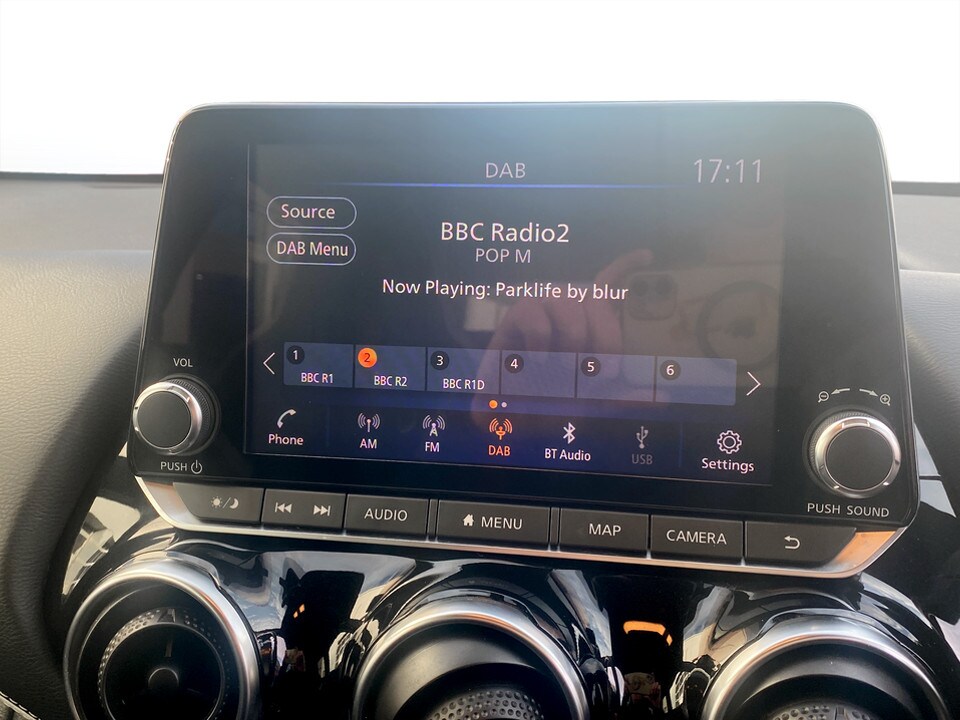 DAB
17:11
Source
DAB Menu
BBC Radio2
POP M
Now Playing: Parklife by blur
1 2 3 4 5 6
BBC R1 BBC R2 BBC R1D
Phone AM FM DAB BT Audio USB Settings
VOL
PUSH
PUSH SOUND
AUDIO MENU MAP CAMERA